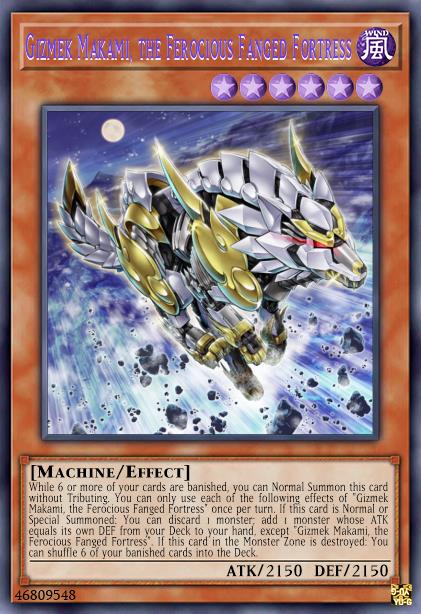 Gizmek Makami, the Ferocious Fanged Fortress
WIND
風
[Machine/Effect]
While 6 or more of your cards are banished, you can Normal Summon this card
without Tributing. You can only use each of the following effects of "Gizmek
Makami, the Ferocious Fanged Fortress" once per turn. If this card is Normal or
Special Summoned: You can discard 1 monster; add 1 monster whose ATK
equals its own DEF from your Deck to your hand, except "Gizmek Makami, the
Ferocious Fanged Fortress". If this card in the Monster Zone is destroyed: You
can shuffle 6 of your banished cards into the Deck.
ATK/2150 DEF/2150
46809548